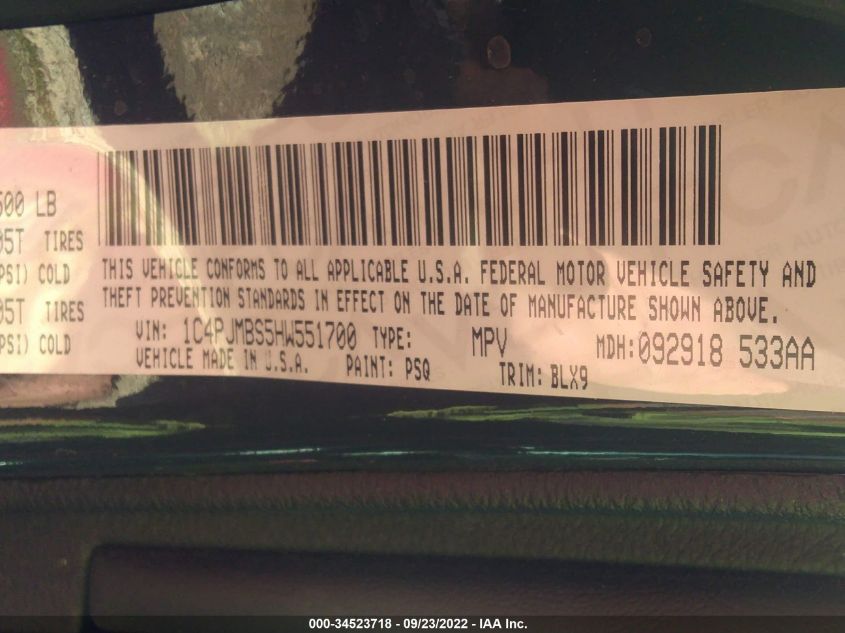 500 LB
05T TIRES
PSI) COLD
05T TIRES
PSI) COLD
THIS VEHICLE CONFORMS TO ALL APPLICABLE U.S.A. FEDERAL MOTOR VEHICLE SAFETY AND
THEFT PREVENTION STANDARDS IN EFFECT ON THE DATE OF MANUFACTURE SHOWN ABOVE.
VIN: 1C4PJMBS5HW551700 TYPE: MPV MDH:092918 533AA
VEHICLE MADE IN U.S.A. PAINT: PSQ TRIM: BLX9
000-34523718 - 09/23/2022 - IAA Inc.